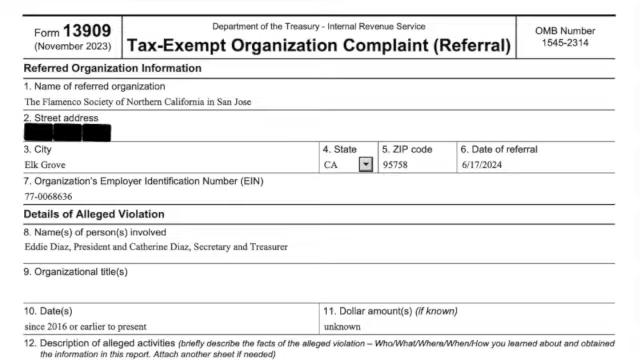 Form 13909
(November 2023)
Department of the Treasury - Internal Revenue Service
Tax-Exempt Organization Complaint (Referral)
OMB Number
1545-2314
Referred Organization Information
1. Name of referred organization
The Flamenco Society of Northern California in San Jose
2. Street address
3. City
Elk Grove
4. State
CA
5. ZIP code
95758
6. Date of referral
6/17/2024
7. Organization's Employer Identification Number (EIN)
77-0068636
Details of Alleged Violation
8. Name(s) of person(s) involved
Eddie Diaz, President and Catherine Diaz, Secretary and Treasurer
9. Organizational title(s)
10. Date(s)
since 2016 or earlier to present
11. Dollar amount(s) (if known)
unknown
12. Description of alleged activities (briefly describe the facts of the alleged violation – Who/What/Where/When/How you learned about and obtained
the information in this report. Attach another sheet if needed)